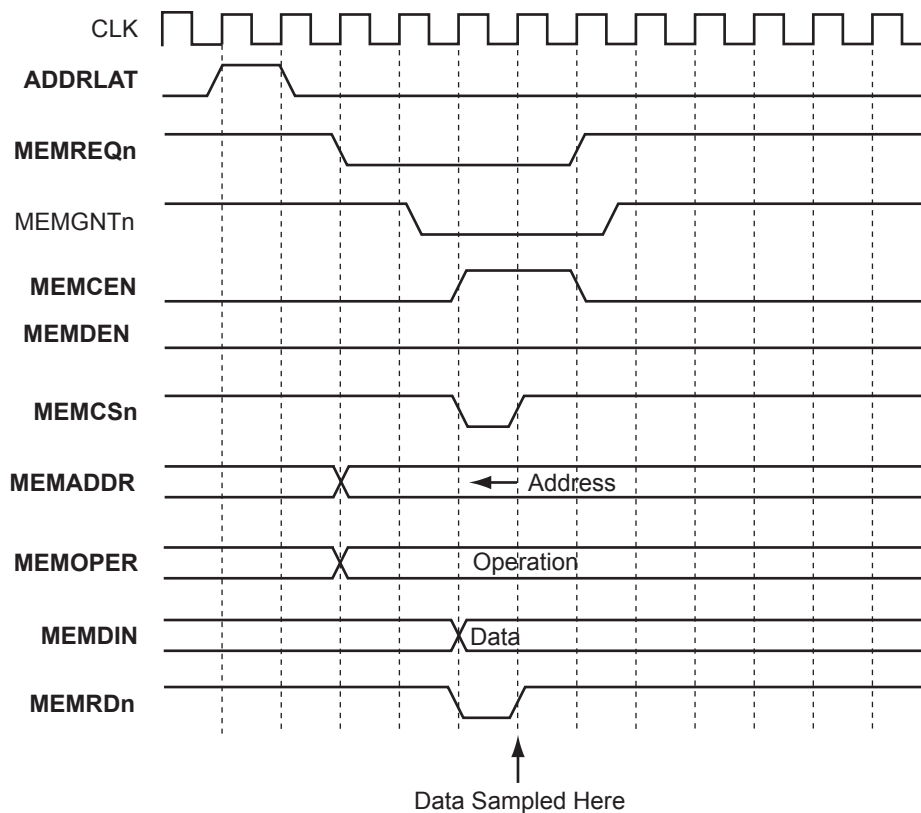 CLK
ADDRLAT
MEMREQn
MEMGNTn
MEMCEN
MEMDEN
MEMCSn
MEMADDR
Address
MEMOPER
Operation
MEMDIN
Data
MEMRDn
Data Sampled Here